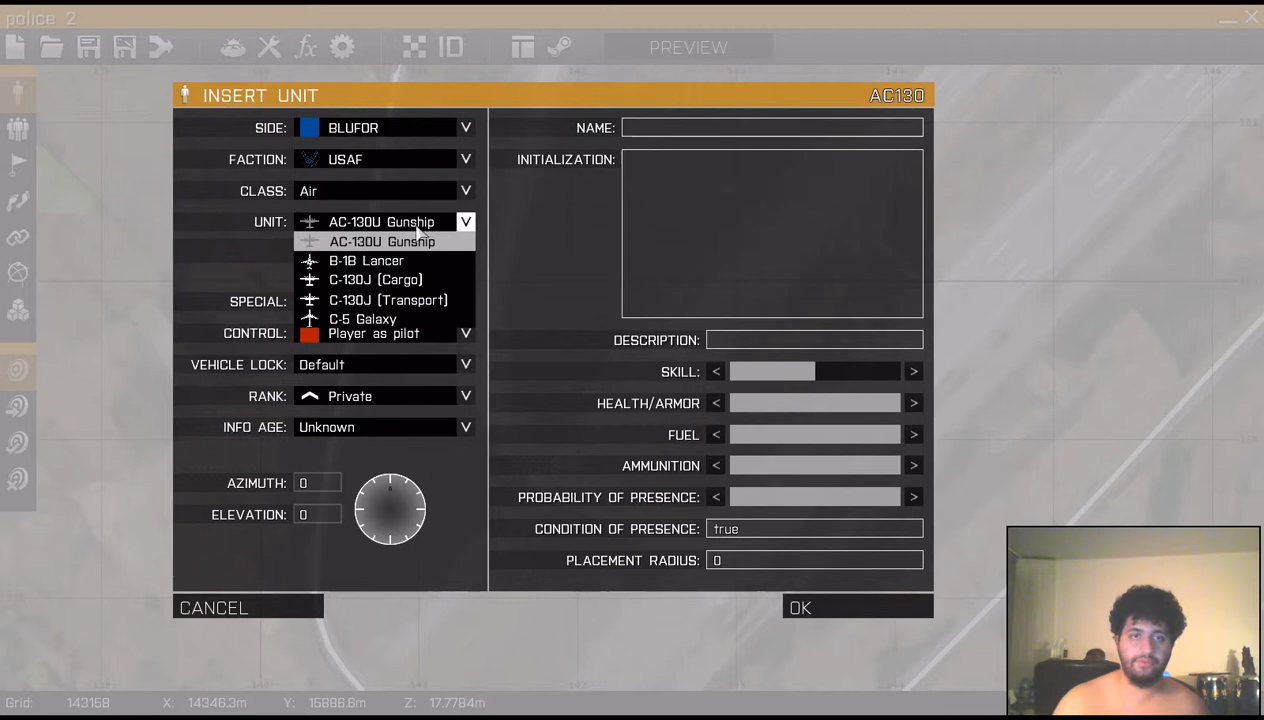 police 2
fx
ID
PREVIEW
INSERT UNIT
AC130
SIDE: BLUFOR
FACTION: USAF
CLASS: Air
UNIT: AC-130U Gunship
AC-130U Gunship
B-1B Lancer
C-130J (Cargo)
C-130J (Transport)
C-5 Galaxy
SPECIAL:
CONTROL: Player as pilot
VEHICLE LOCK: Default
RANK: Private
INFO AGE: Unknown
AZIMUTH: 0
ELEVATION: 0
NAME:
INITIALIZATION:
DESCRIPTION:
SKILL: < >
HEALTH/ARMOR < >
FUEL < >
AMMUNITION < >
PROBABILITY OF PRESENCE: < >
CONDITION OF PRESENCE: true
PLACEMENT RADIUS: 0
CANCEL
OK
Grid: 143158 X: 14346.3m Y: 15886.6m Z: 17.7784m